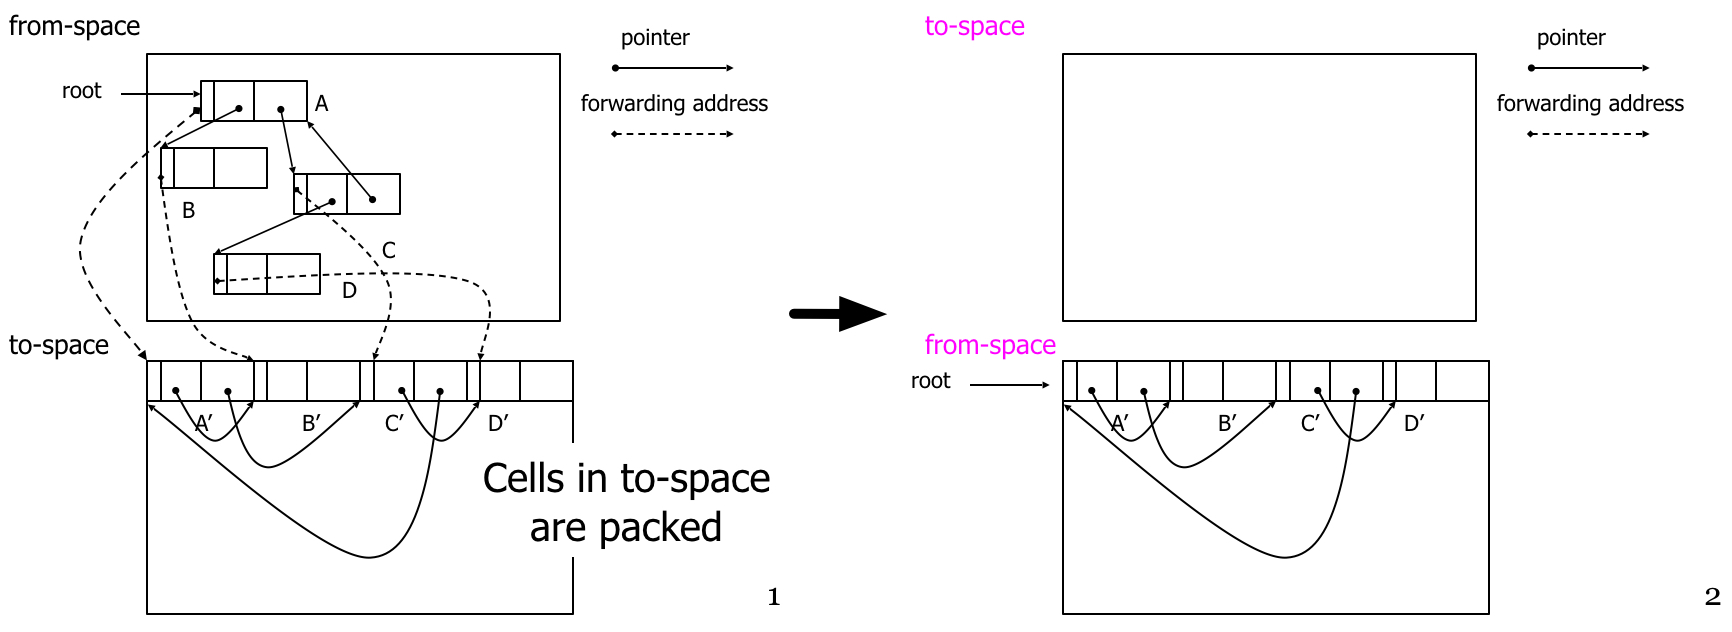 from-space
pointer
root
A
forwarding address
B
C
D
to-space
A′
B′
C′
D′
Cells in to-space
are packed
1
to-space
pointer
forwarding address
from-space
root
A′
B′
C′
D′
2